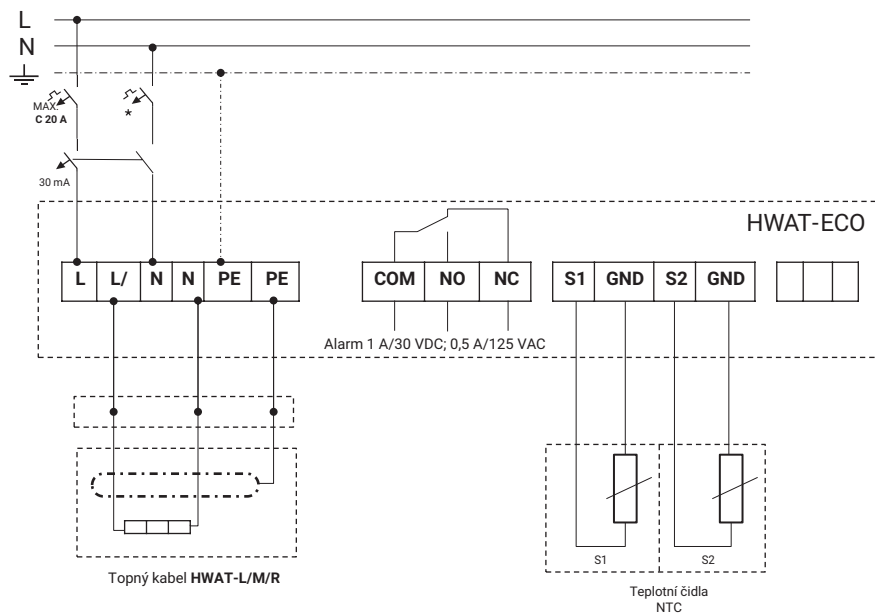 L
N
MAX.
C 20 A
*
30 mA
HWAT-ECO
L L/ N N PE PE
COM NO NC
S1 GND S2 GND
Alarm 1 A/30 VDC; 0,5 A/125 VAC
S1 S2
Topný kabel HWAT-L/M/R
Teplotní čidla
NTC